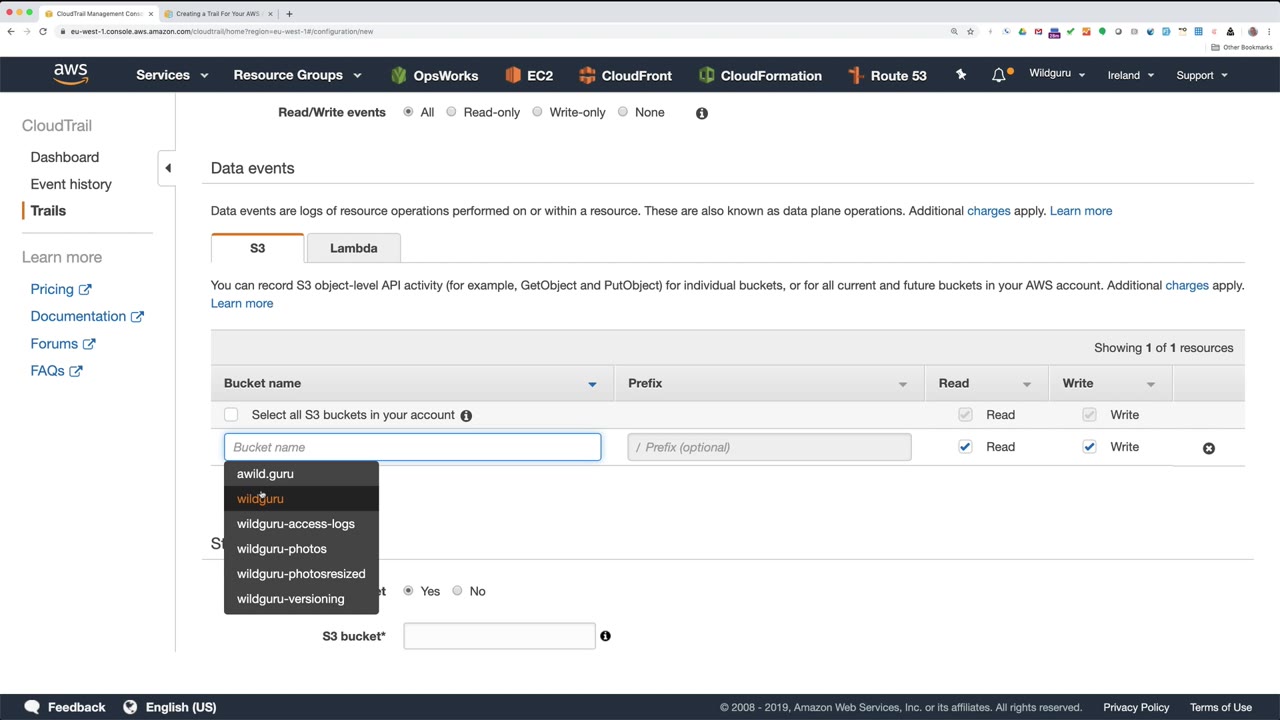 CloudTrail Management Conso
Creating a Trail For Your AWS
eu-west-1.console.aws.amazon.com/cloudtrail/home?region=eu-west-1#/configuration/new
Other Bookmarks
aws
Services
Resource Groups
OpsWorks
EC2
CloudFront
CloudFormation
Route 53
Wildguru
Ireland
Support
CloudTrail
Dashboard
Event history
Trails
Learn more
Pricing
Documentation
Forums
FAQs
Read/Write events All Read-only Write-only None
Data events
Data events are logs of resource operations performed on or within a resource. These are also known as data plane operations. Additional charges apply. Learn more
S3 Lambda
You can record S3 object-level API activity (for example, GetObject and PutObject) for individual buckets, or for all current and future buckets in your AWS account. Additional charges apply.
Learn more
Showing 1 of 1 resources
Bucket name Prefix Read Write
Select all S3 buckets in your account Read Write
Bucket name / Prefix (optional) Read Write
awild.guru
wildguru
wildguru-access-logs
wildguru-photos
wildguru-photosresized
wildguru-versioning
St
et Yes No
S3 bucket*
Feedback English (US) © 2008 - 2019, Amazon Web Services, Inc. or its affiliates. All rights reserved. Privacy Policy Terms of Use